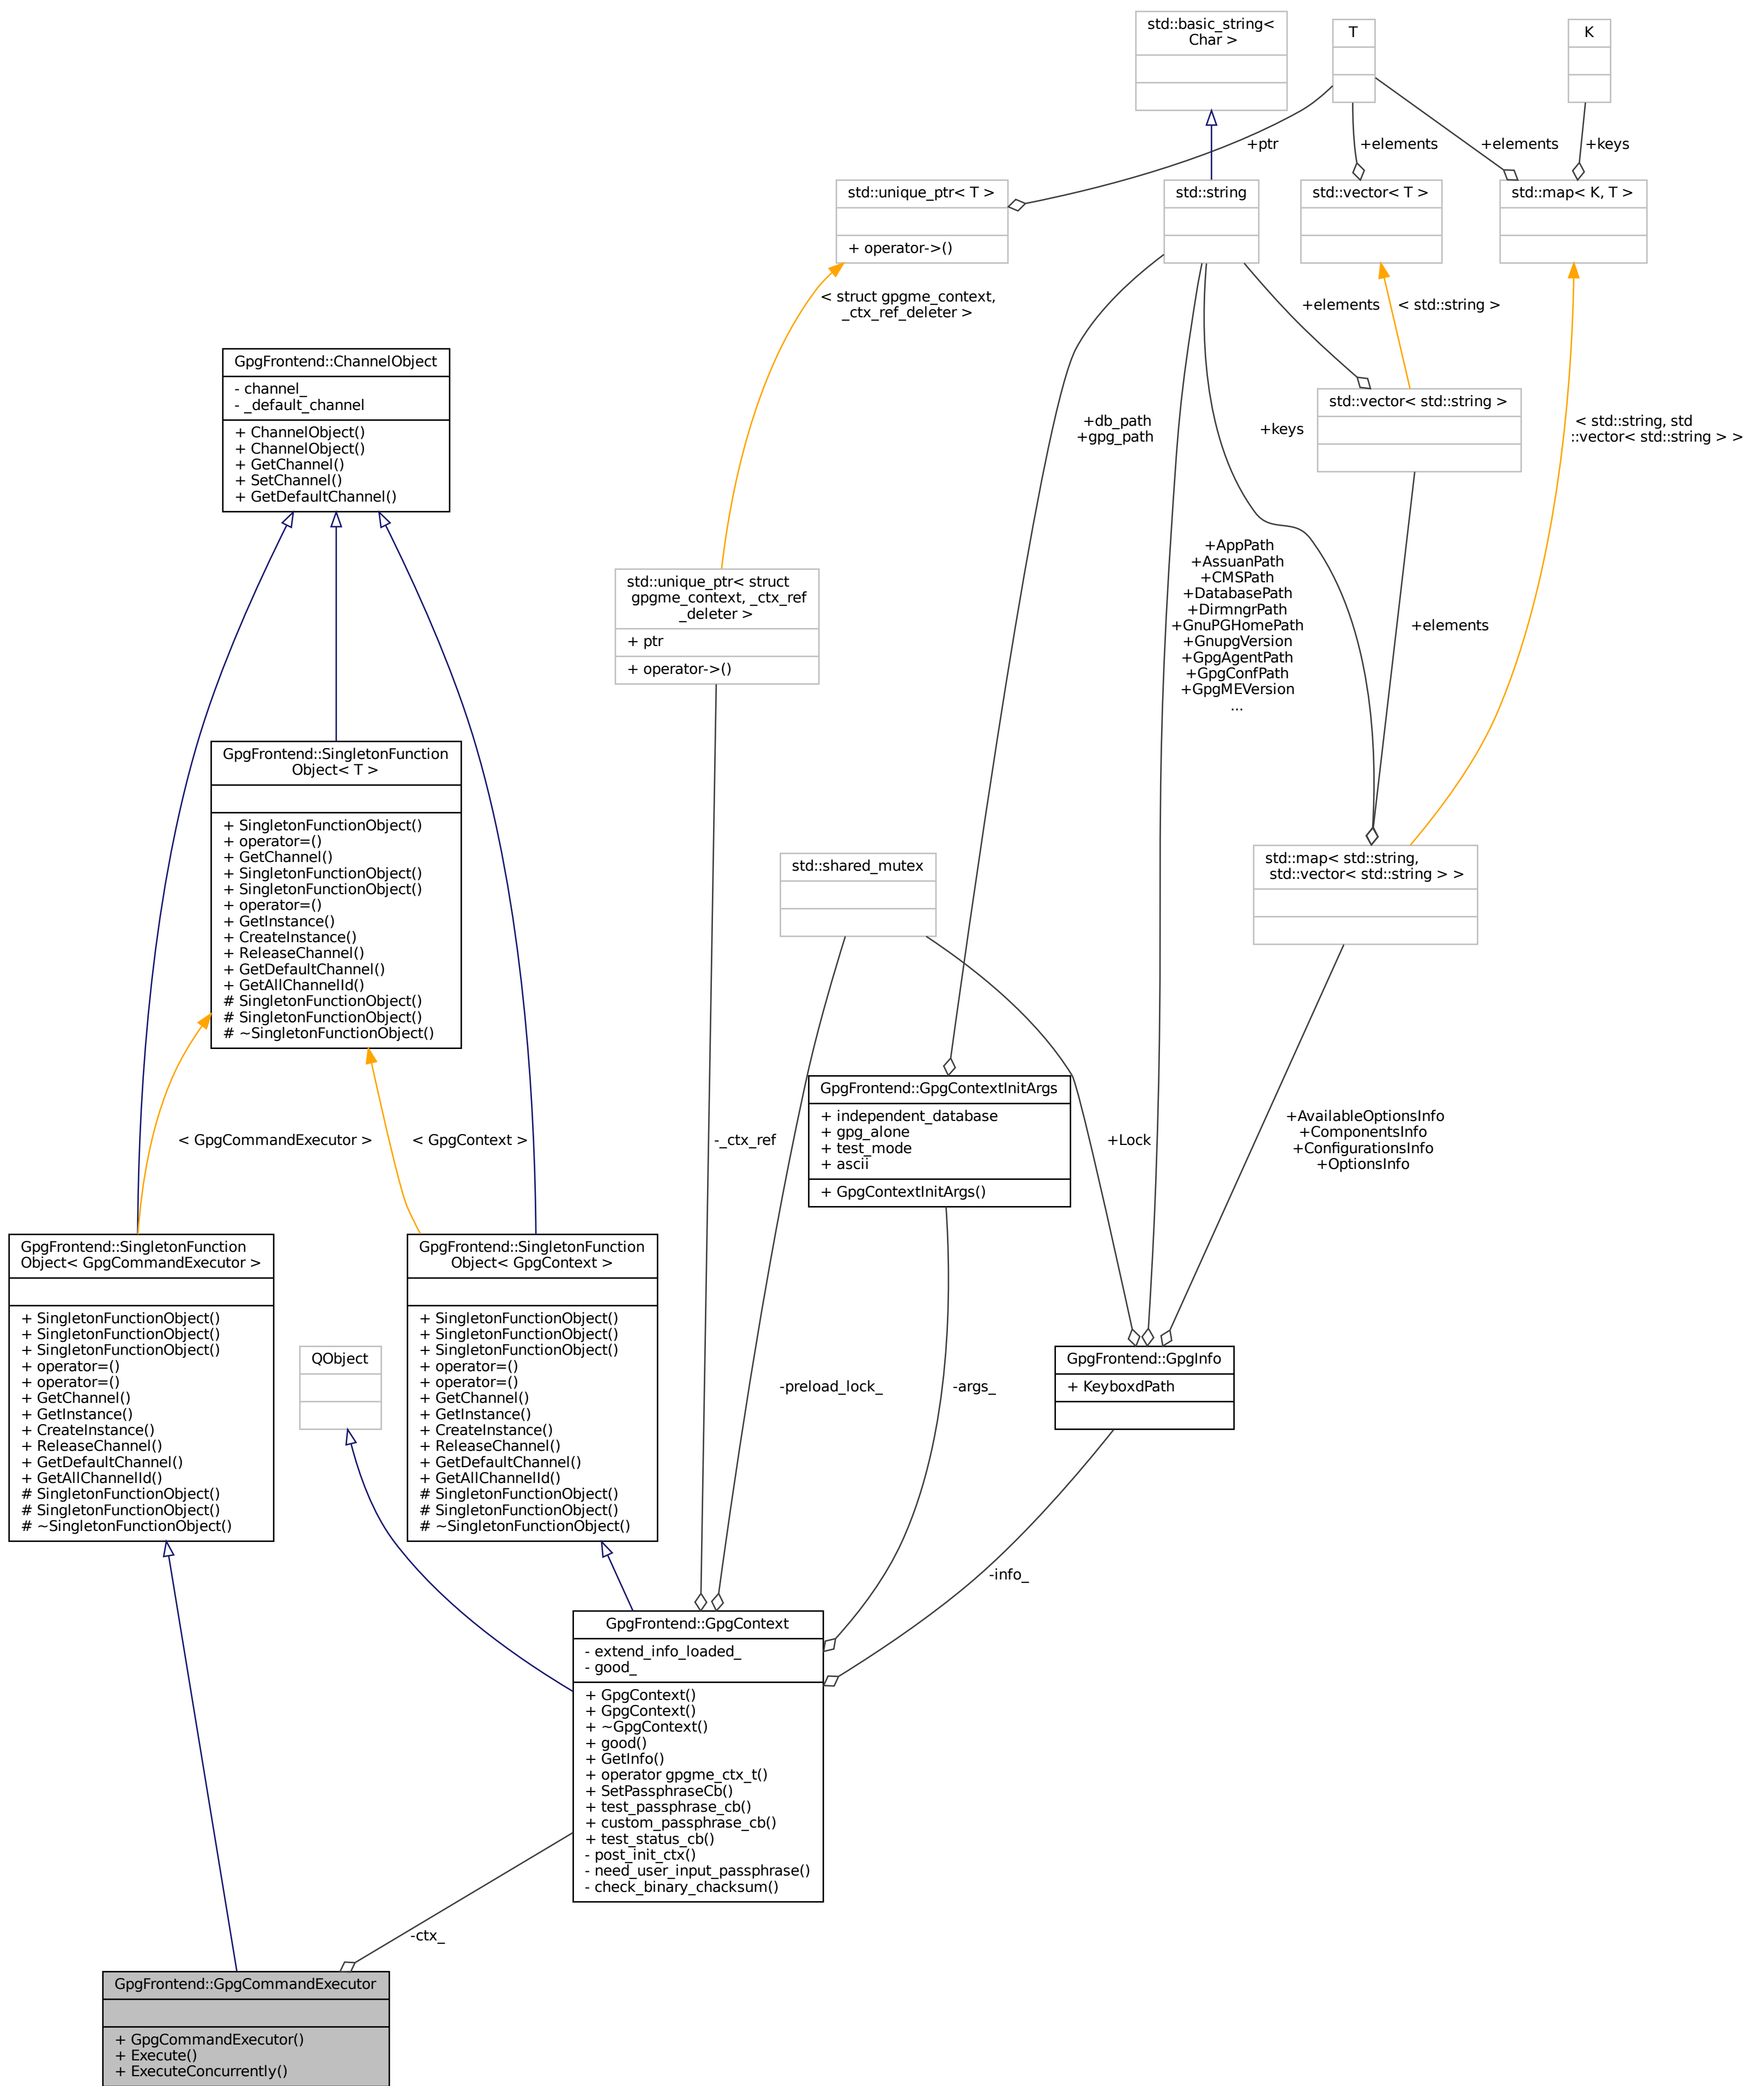 std::basic_string<
Char >
T
K
+ptr
+elements
+elements
+keys
std::unique_ptr< T >
+ operator->()
std::string
std::vector< T >
std::map< K, T >
< struct gpgme_context,
_ctx_ref_deleter >
+elements
< std::string >
GpgFrontend::ChannelObject
- channel_
- _default_channel
+ ChannelObject()
+ ChannelObject()
+ GetChannel()
+ SetChannel()
+ GetDefaultChannel()
+db_path
+gpg_path
+keys
std::vector< std::string >
< std::string, std
::vector< std::string > >
std::unique_ptr< struct
gpgme_context, _ctx_ref
_deleter >
+ ptr
+ operator->()
+AppPath
+AssuanPath
+CMSPath
+DatabasePath
+DirmngrPath
+GnuPGHomePath
+GnupgVersion
+GpgAgentPath
+GpgConfPath
+GpgMEVersion
...
+elements
GpgFrontend::SingletonFunction
Object< T >
+ SingletonFunctionObject()
+ operator=()
+ GetChannel()
+ SingletonFunctionObject()
+ SingletonFunctionObject()
+ operator=()
+ GetInstance()
+ CreateInstance()
+ ReleaseChannel()
+ GetDefaultChannel()
+ GetAllChannelId()
# SingletonFunctionObject()
# SingletonFunctionObject()
# ~SingletonFunctionObject()
std::shared_mutex
std::map< std::string,
std::vector< std::string > >
< GpgCommandExecutor >
< GpgContext >
-_ctx_ref
GpgFrontend::GpgContextInitArgs
+ independent_database
+ gpg_alone
+ test_mode
+ ascii
+ GpgContextInitArgs()
+Lock
+AvailableOptionsInfo
+ComponentsInfo
+ConfigurationsInfo
+OptionsInfo
GpgFrontend::SingletonFunction
Object< GpgCommandExecutor >
+ SingletonFunctionObject()
+ SingletonFunctionObject()
+ SingletonFunctionObject()
+ operator=()
+ operator=()
+ GetChannel()
+ GetInstance()
+ CreateInstance()
+ ReleaseChannel()
+ GetDefaultChannel()
+ GetAllChannelId()
# SingletonFunctionObject()
# SingletonFunctionObject()
# ~SingletonFunctionObject()
QObject
GpgFrontend::SingletonFunction
Object< GpgContext >
+ SingletonFunctionObject()
+ SingletonFunctionObject()
+ SingletonFunctionObject()
+ operator=()
+ operator=()
+ GetChannel()
+ GetInstance()
+ CreateInstance()
+ ReleaseChannel()
+ GetDefaultChannel()
+ GetAllChannelId()
# SingletonFunctionObject()
# SingletonFunctionObject()
# ~SingletonFunctionObject()
-preload_lock_
-args_
GpgFrontend::GpgInfo
+ KeyboxdPath
-info_
GpgFrontend::GpgContext
- extend_info_loaded_
- good_
+ GpgContext()
+ GpgContext()
+ ~GpgContext()
+ good()
+ GetInfo()
+ operator gpgme_ctx_t()
+ SetPassphraseCb()
+ test_passphrase_cb()
+ custom_passphrase_cb()
+ test_status_cb()
- post_init_ctx()
- need_user_input_passphrase()
- check_binary_chacksum()
-ctx_
GpgFrontend::GpgCommandExecutor
+ GpgCommandExecutor()
+ Execute()
+ ExecuteConcurrently()